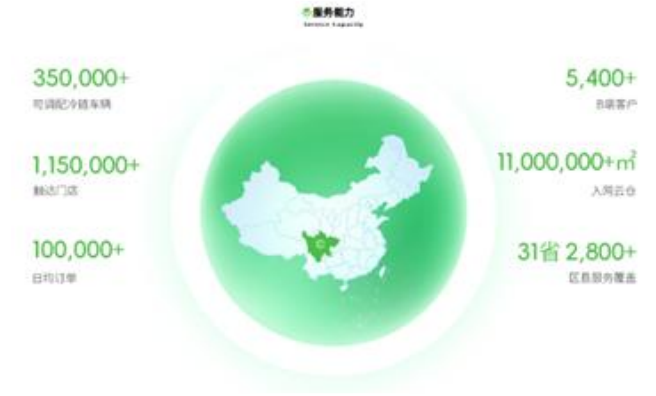 服务能力
Service Capacity
350,000+
可调配冷链车辆
5,400+
B端客户
1,150,000+
触达门店
11,000,000+㎡
入网云仓
100,000+
日均订单
31省 2,800+
区县服务覆盖